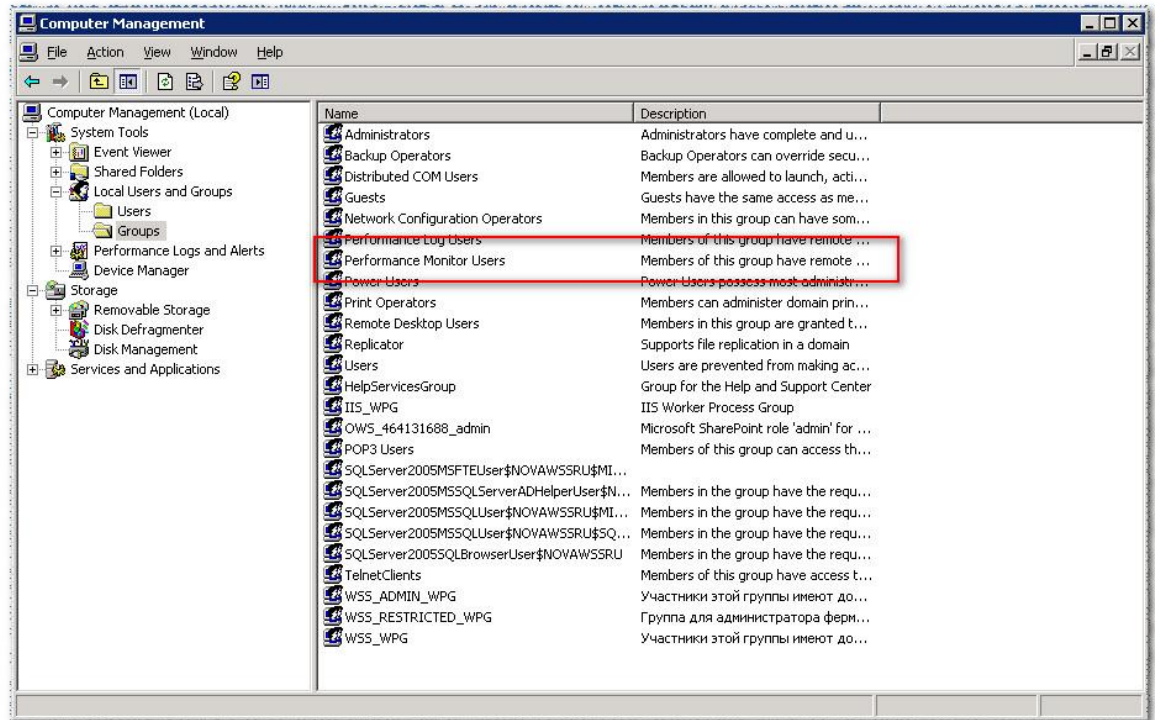 Computer Management
File Action View Window Help
Computer Management (Local)
System Tools
Event Viewer
Shared Folders
Local Users and Groups
Users
Groups
Performance Logs and Alerts
Device Manager
Storage
Removable Storage
Disk Defragmenter
Disk Management
Services and Applications
Name Description
Administrators Administrators have complete and u...
Backup Operators Backup Operators can override secu...
Distributed COM Users Members are allowed to launch, acti...
Guests Guests have the same access as me...
Network Configuration Operators Members in this group can have som...
Performance Log Users Members of this group have remote ...
Performance Monitor Users Members of this group have remote ...
Power Users Power Users possess most administr...
Print Operators Members can administer domain prin...
Remote Desktop Users Members in this group are granted t...
Replicator Supports file replication in a domain
Users Users are prevented from making ac...
HelpServicesGroup Group for the Help and Support Center
IIS_WPG IIS Worker Process Group
OWS_464131688_admin Microsoft SharePoint role 'admin' for ...
POP3 Users Members of this group can access th...
SQLServer2005MSFTEUser$NOVAWSSRU$MI...
SQLServer2005MSSQLServerADHelperUser$N... Members in the group have the requ...
SQLServer2005MSSQLUser$NOVAWSSRU$MI... Members in the group have the requ...
SQLServer2005MSSQLUser$NOVAWSSRU$SQ... Members in the group have the requ...
SQLServer2005SQLBrowserUser$NOVAWSSRU Members in the group have the requ...
TelnetClients Members of this group have access t...
WSS_ADMIN_WPG Участники этой группы имеют до...
WSS_RESTRICTED_WPG Группа для администратора ферм...
WSS_WPG Участники этой группы имеют до...